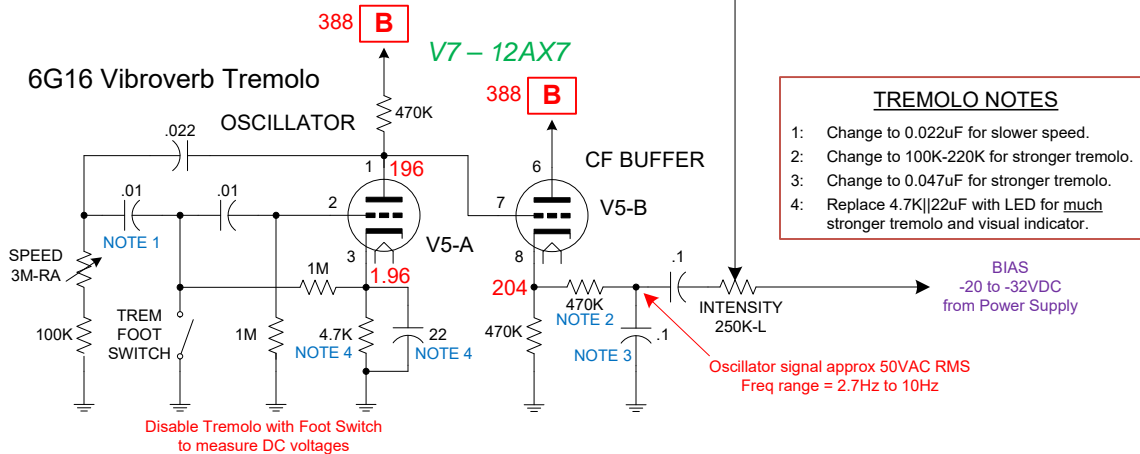 388 B
V7 – 12AX7
6G16 Vibroverb Tremolo
388 B
470K
OSCILLATOR
.022
TREMOLO NOTES
1: Change to 0.022uF for slower speed.
2: Change to 100K-220K for stronger tremolo.
3: Change to 0.047uF for stronger tremolo.
4: Replace 4.7K||22uF with LED for much
stronger tremolo and visual indicator.
1
196
CF BUFFER
6
.01
.01
2
7
V5-B
NOTE 1
V5-A
3
8
SPEED
3M-RA
1M
1.96
204
.1
BIAS
-20 to -32VDC
from Power Supply
470K
NOTE 2
INTENSITY
250K-L
100K
TREM
FOOT
SWITCH
1M
4.7K
NOTE 4
22
NOTE 4
470K
.1
NOTE 3
Oscillator signal approx 50VAC RMS
Freq range = 2.7Hz to 10Hz
Disable Tremolo with Foot Switch
to measure DC voltages